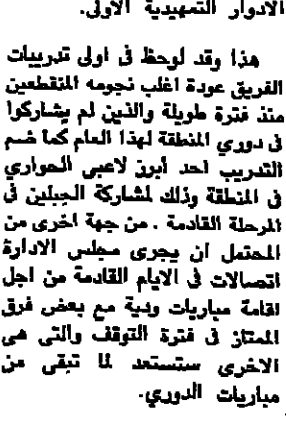 الادوار التمهيدية الاولى.
هذا وقد لوحظ فى اولى تدريبات
الفريق عودة اغلب نجومه المنقطعين
منذ فترة طويلة والذين لم يشاركوا
فى دوري المنطقة لهذا العام كما ضم
التدريب احد أبرز لاعبي الحواري
فى المنطقة وذلك لمشاركة الجبلين فى
المرحلة القادمة . من جهة اخرى من
المحتمل ان يجرى مجلس الادارة
اتصالات فى الايام القادمة من اجل
اقامة مباريات ودية مع بعض فرق
الممتاز فى فترة التوقف والتى هى
الاخرى ستستعد لما تبقى من
مباريات الدوري.